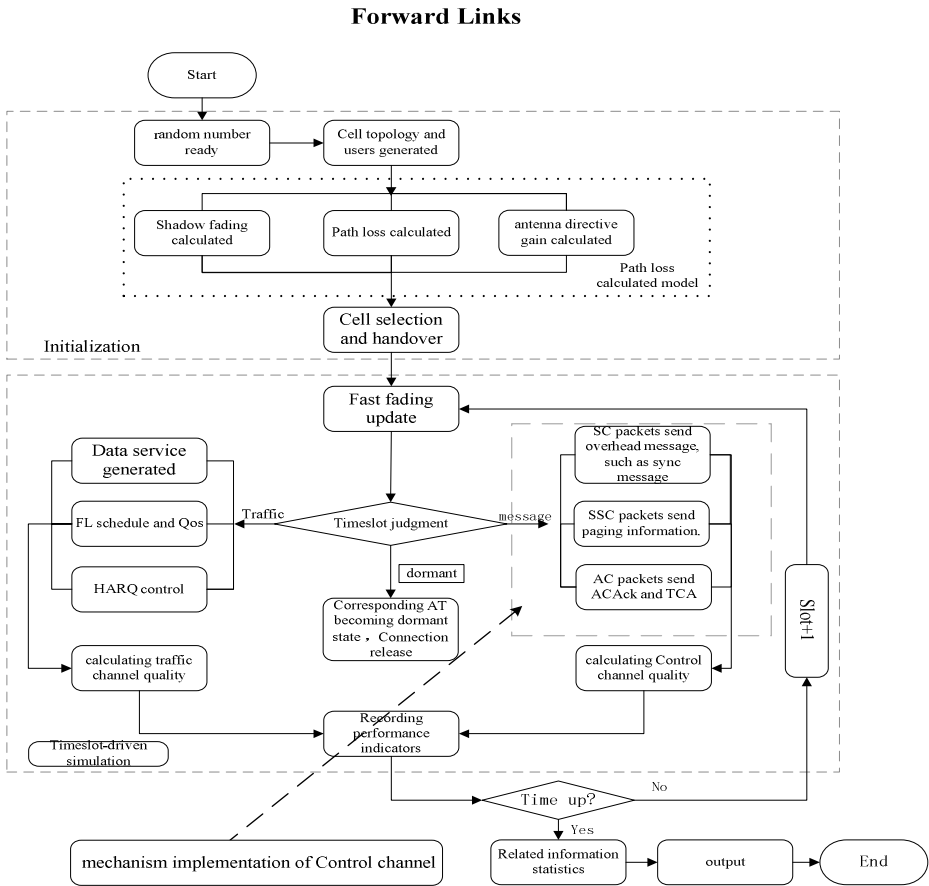 Forward Links
Start
random number
ready
Cell topology and
users generated
Shadow fading
calculated
Path loss calculated
antenna directive
gain calculated
Path loss
calculated model
Cell selection
and handover
Initialization
Fast fading
update
Data service
generated
SC packets send
overhead message,
such as sync
message
FL schedule and Qos
Traffic
Timeslot judgment
message
SSC packets send
paging information.
dormant
HARQ control
AC packets send
ACAck and TCA
Corresponding AT
becoming dormant
state，Connection
release
Slot+1
calculating traffic
channel quality
calculating Control
channel quality
Recording
performance
indicators
Timeslot-driven
simulation
Time up?
No
Yes
mechanism implementation of Control channel
Related information
statistics
output
End